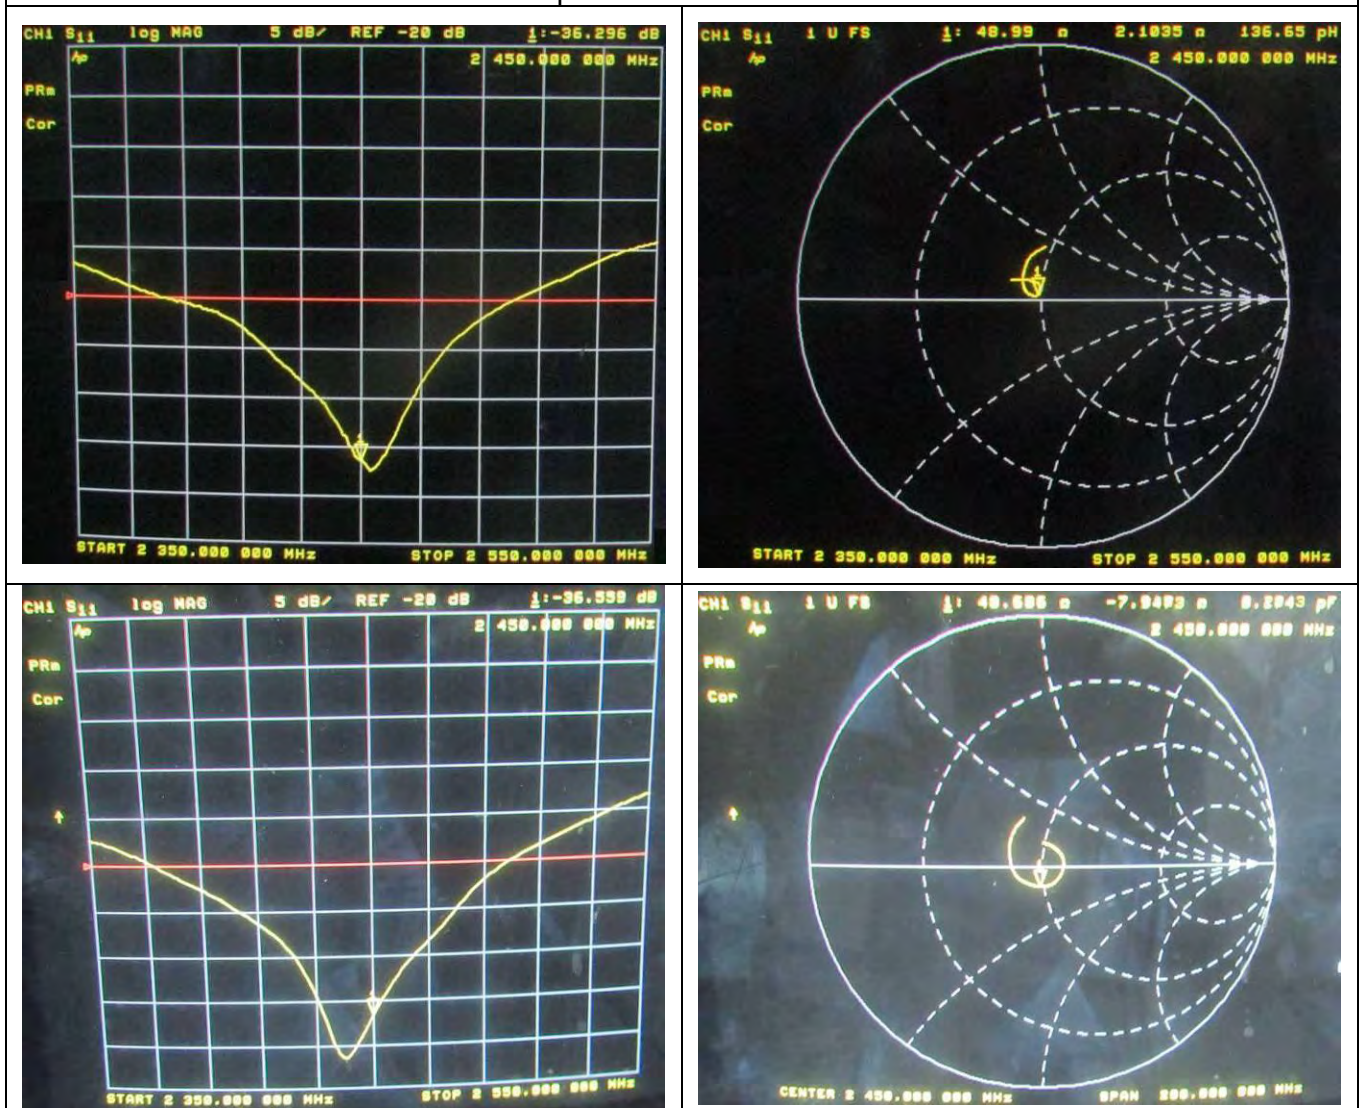 CH1 S11 log MAG 5 dB/ REF -20 dB 1:-36.296 dB
2 450.000 000 MHz
PRm
Cor
START 2 350.000 000 MHz STOP 2 550.000 000 MHz
CH1 S11 1 U FS 1: 48.99 Ω 2.1035 Ω 136.65 pH
2 450.000 000 MHz
PRm
Cor
START 2 350.000 000 MHz STOP 2 550.000 000 MHz
CH1 S11 log MAG 5 dB/ REF -20 dB 1:-36.559 dB
2 450.000 000 MHz
PRm
Cor
START 2 350.000 000 MHz STOP 2 550.000 000 MHz
CH1 S11 1 U FS 1:
2 450.000 000 MHz
PRm
Cor
CENTER 2 450.000 000 MHz SPAN 200.000 000 MHz